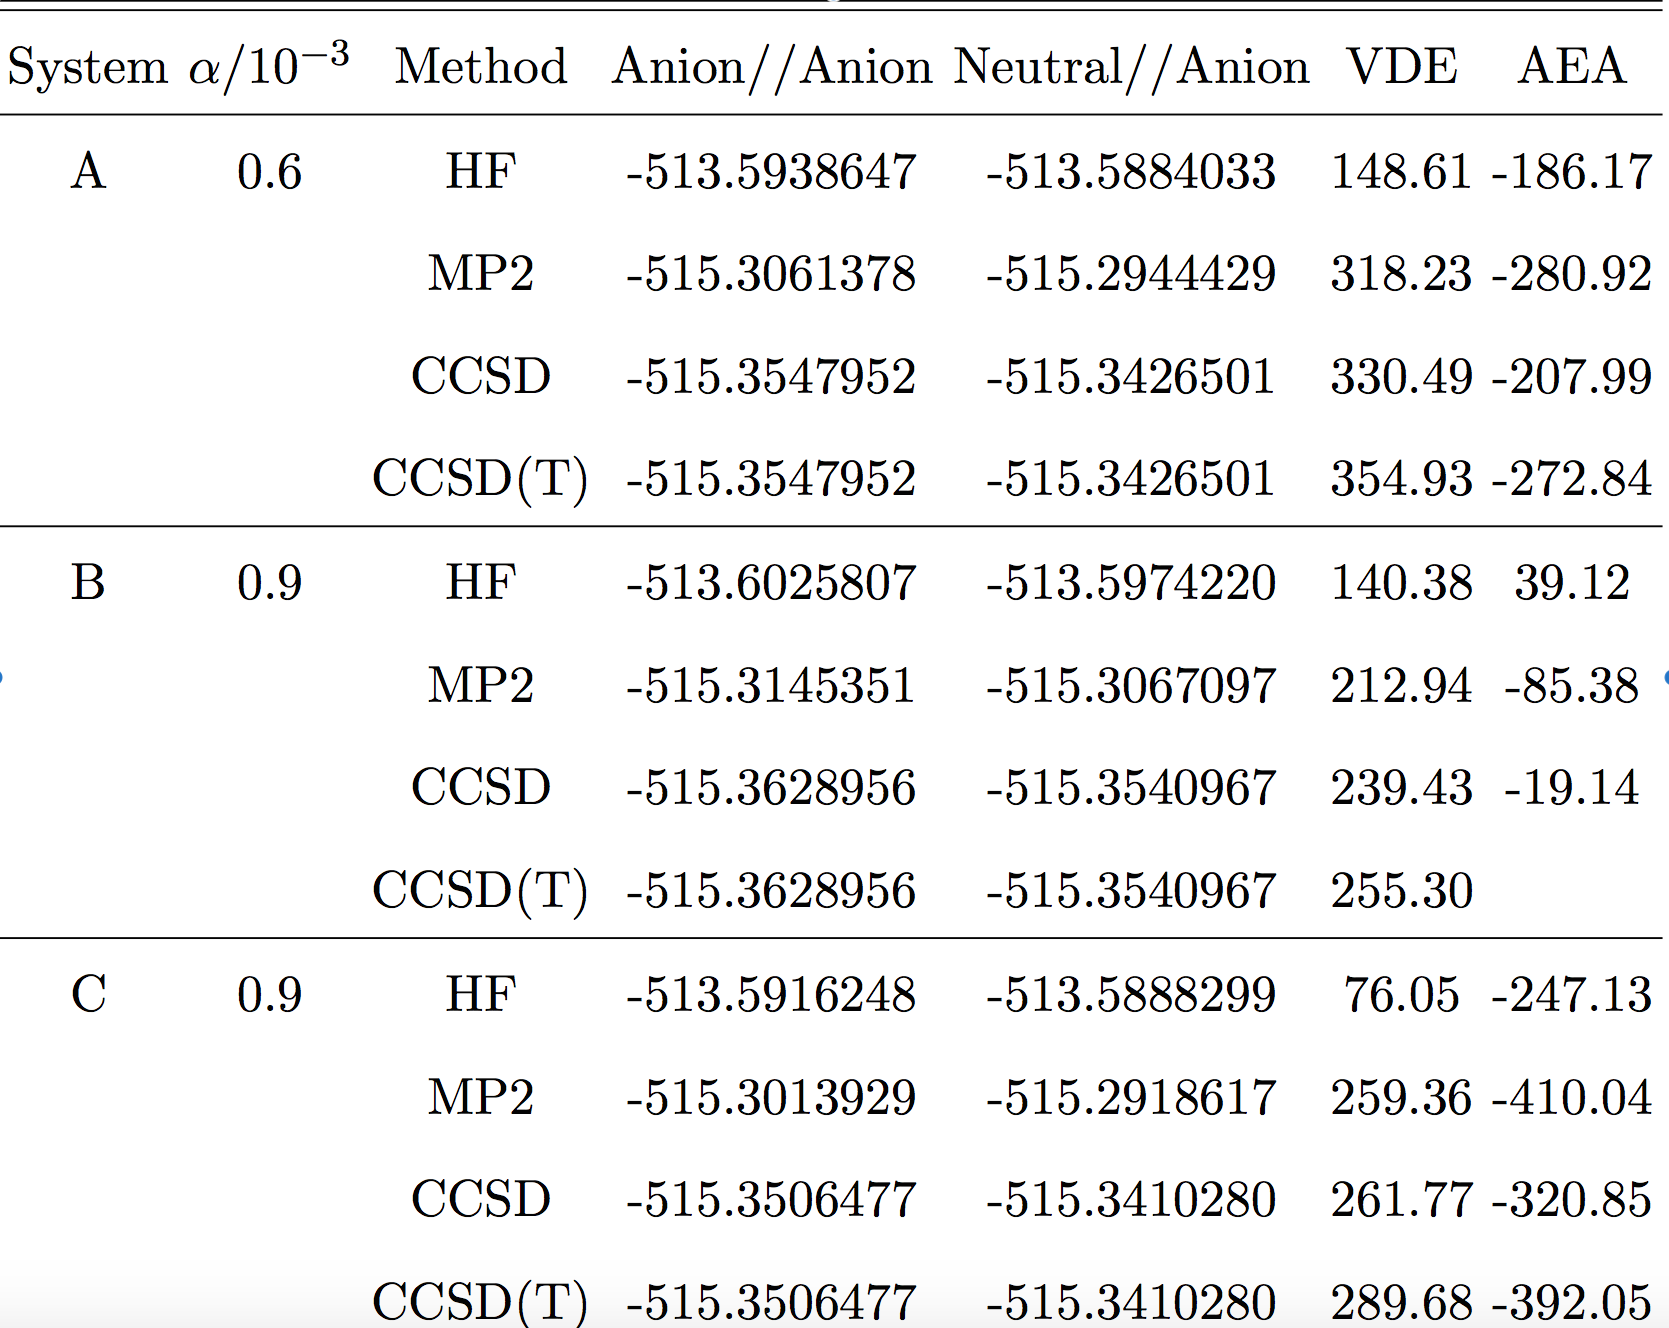 System α/10⁻³ Method Anion//Anion Neutral//Anion VDE AEA
A 0.6 HF -513.5938647 -513.5884033 148.61 -186.17
MP2 -515.3061378 -515.2944429 318.23 -280.92
CCSD -515.3547952 -515.3426501 330.49 -207.99
CCSD(T) -515.3547952 -515.3426501 354.93 -272.84
B 0.9 HF -513.6025807 -513.5974220 140.38 39.12
MP2 -515.3145351 -515.3067097 212.94 -85.38
CCSD -515.3628956 -515.3540967 239.43 -19.14
CCSD(T) -515.3628956 -515.3540967 255.30
C 0.9 HF -513.5916248 -513.5888299 76.05 -247.13
MP2 -515.3013929 -515.2918617 259.36 -410.04
CCSD -515.3506477 -515.3410280 261.77 -320.85
CCSD(T) -515.3506477 -515.3410280 289.68 -392.05